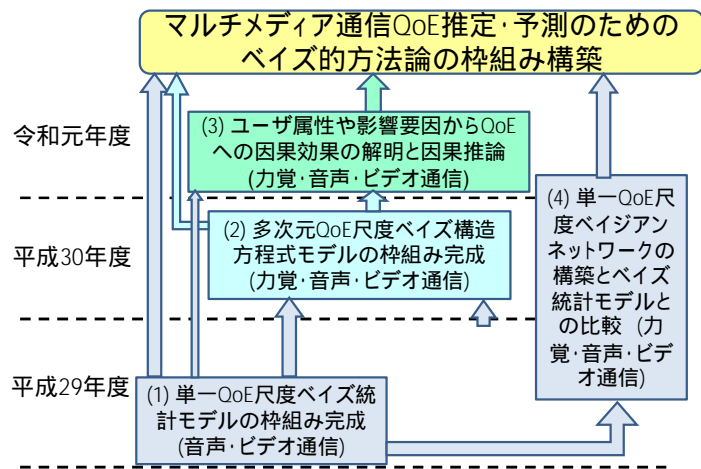 マルチメディア通信QoE推定･予測のための
ベイズ的方法論の枠組み構築
令和元年度
(3) ユーザ属性や影響要因からQoE
への因果効果の解明と因果推論
(力覚･音声･ビデオ通信)
平成30年度
(2) 多次元QoE尺度ベイズ構造
方程式モデルの枠組み完成
(力覚･音声･ビデオ通信)
(4) 単一QoE尺
度ベイジアン
ネットワークの
構築とベイズ
統計モデルと
の比較 (力
覚･音声･ビデ
オ通信)
平成29年度
(1) 単一QoE尺度ベイズ統
計モデルの枠組み完成
(音声･ビデオ通信)